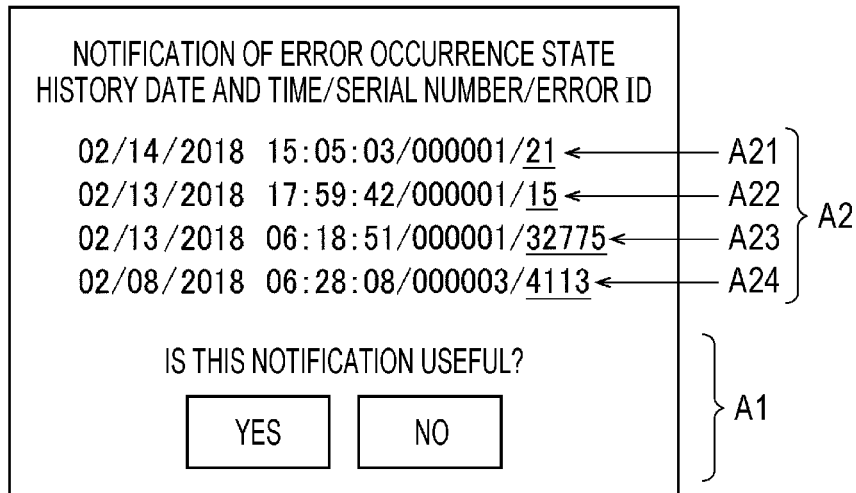 NOTIFICATION OF ERROR OCCURRENCE STATE
HISTORY DATE AND TIME/SERIAL NUMBER/ERROR ID
02/14/2018 15:05:03/000001/21 A21
02/13/2018 17:59:42/000001/15 A22
02/13/2018 06:18:51/000001/32775 A23
02/08/2018 06:28:08/000003/4113 A24
A2
IS THIS NOTIFICATION USEFUL?
YES NO
A1